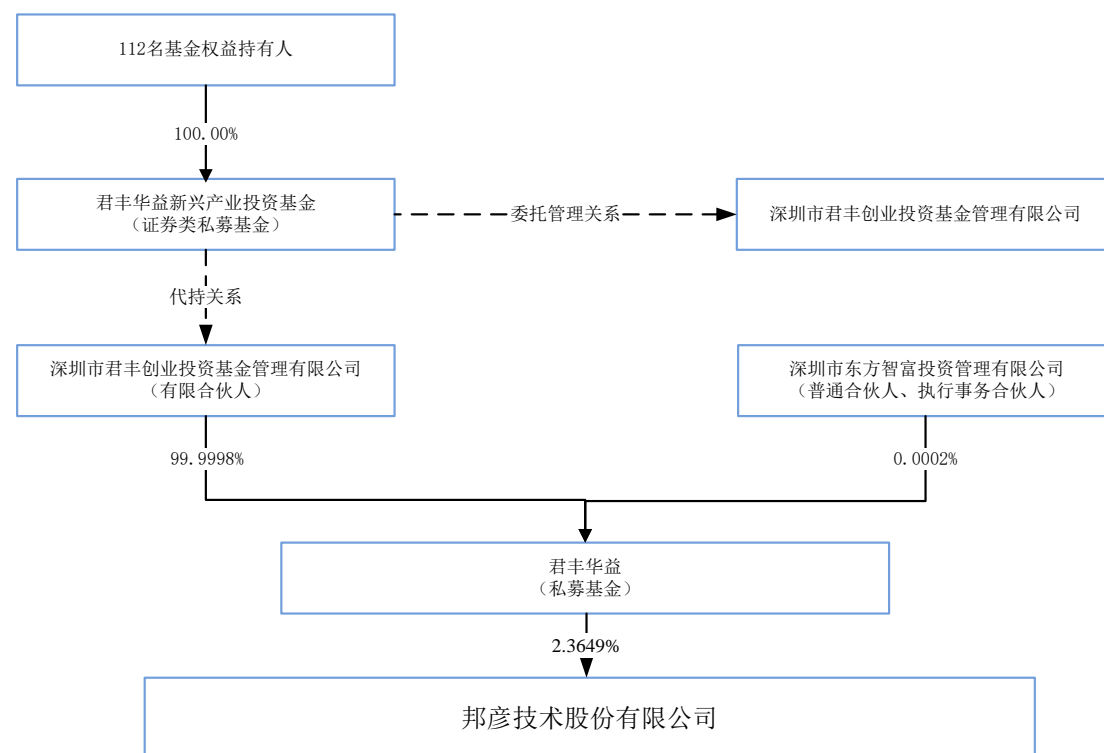 112名基金权益持有人
100.00%
君丰华益新兴产业投资基金
（证券类私募基金）
委托管理关系
深圳市君丰创业投资基金管理有限公司
代持关系
深圳市君丰创业投资基金管理有限公司
（有限合伙人）
深圳市东方智富投资管理有限公司
（普通合伙人、执行事务合伙人）
99.9998%
0.0002%
君丰华益
（私募基金）
2.3649%
邦彦技术股份有限公司